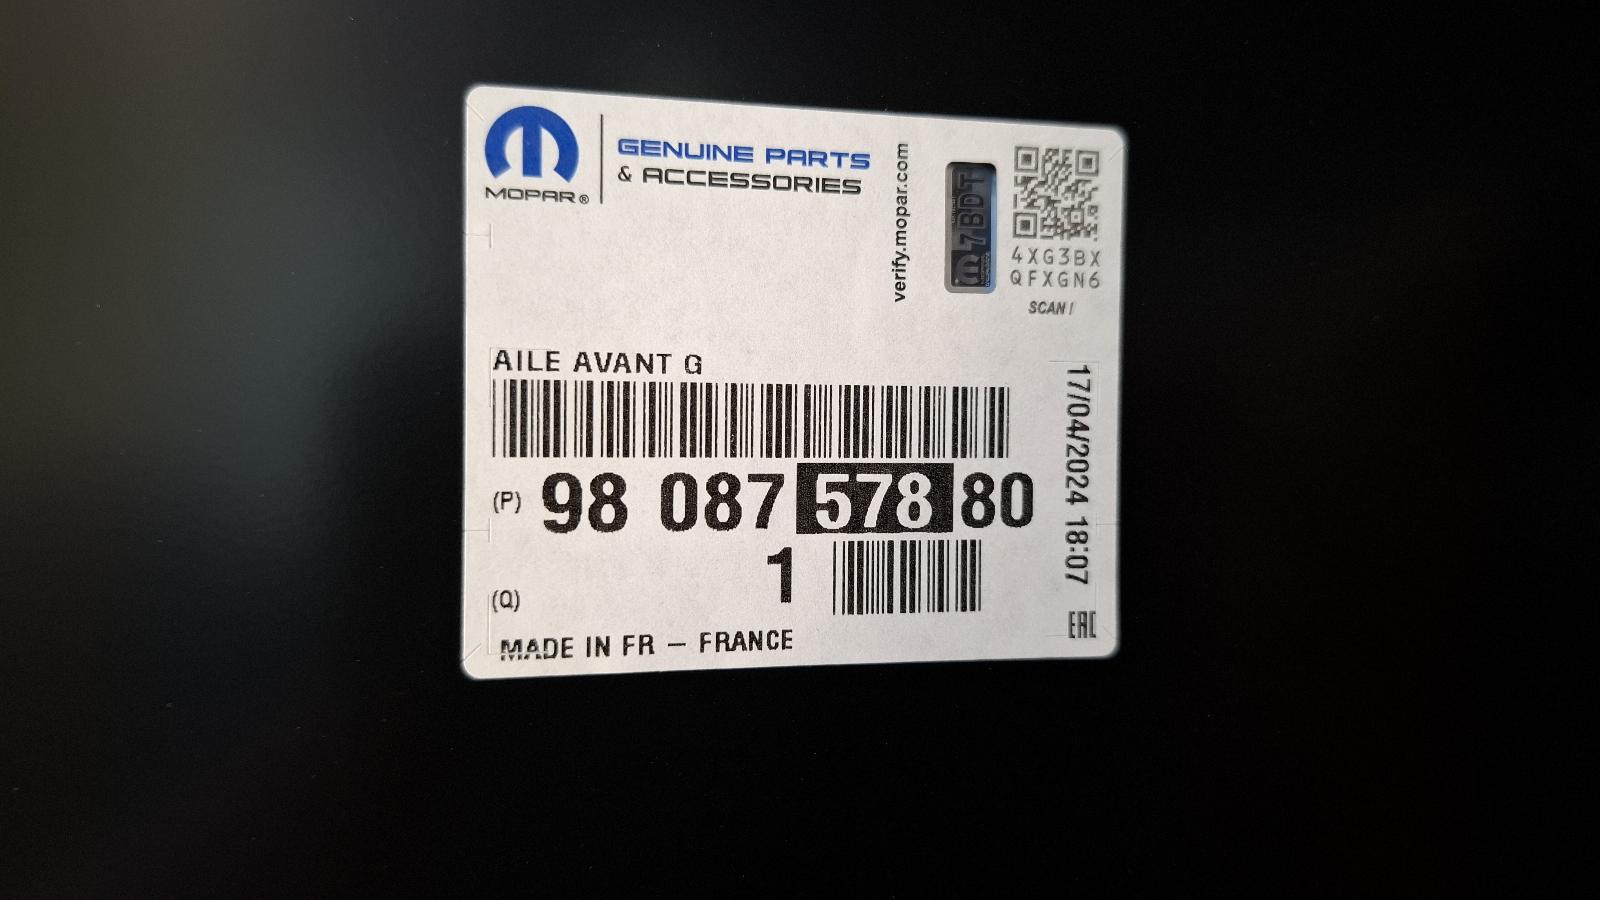 MOPAR®
GENUINE PARTS
& ACCESSORIES
verify.mopar.com
7BDT
4XG3BX
QFXGN6
SCAN!
AILE AVANT G
(P) 98 087 578 80
(Q) 1
MADE IN FR – FRANCE
17/04/2024 18:07
EAC